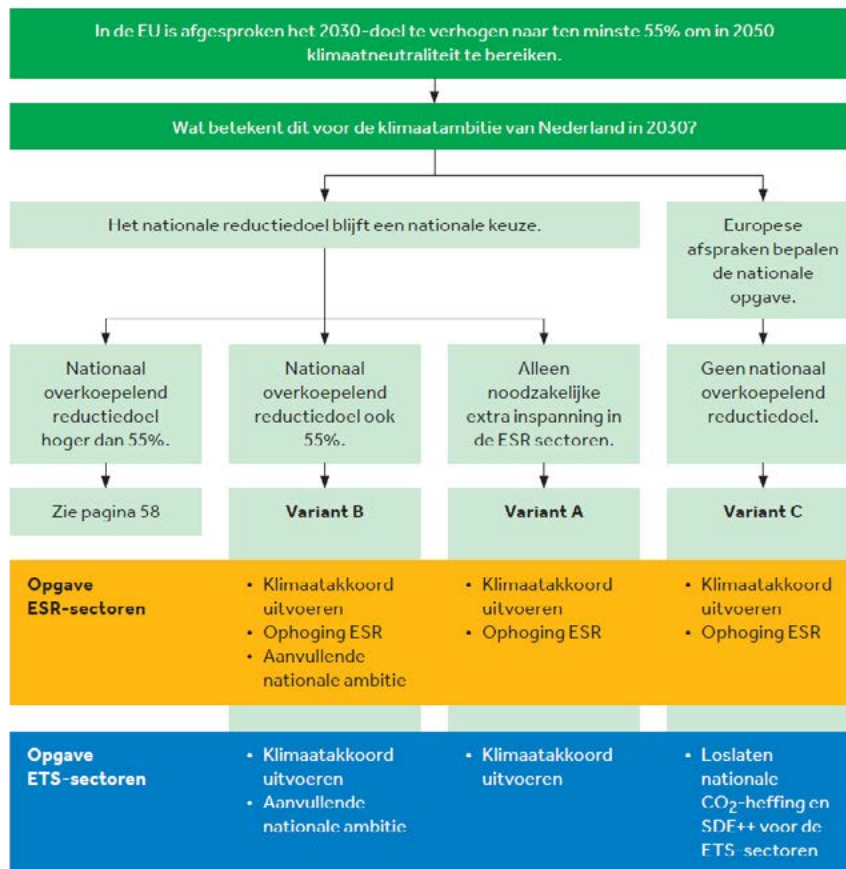 In de EU is afgesproken het 2030-doel te verhogen naar ten minste 55% om in 2050
klimaatneutraliteit te bereiken.
Wat betekent dit voor de klimaatambitie van Nederland in 2030?
Het nationale reductiedoel blijft een nationale keuze.
Europese
afspraken bepalen
de nationale
opgave.
Nationaal
overkoepelend
reductiedoel
hoger dan 55%.
Nationaal
overkoepelend
reductiedoel ook
55%.
Alleen
noodzakelijke
extra inspanning in
de ESR sectoren.
Geen nationaal
overkoepelend
reductiedoel.
Zie pagina 58
Variant B
Variant A
Variant C
Opgave
ESR-sectoren
• Klimaatakkoord
uitvoeren
• Ophoging ESR
• Aanvullende
nationale ambitie
• Klimaatakkoord
uitvoeren
• Ophoging ESR
• Klimaatakkoord
uitvoeren
• Ophoging ESR
Opgave
ETS-sectoren
• Klimaatakkoord
uitvoeren
• Aanvullende
nationale ambitie
• Klimaatakkoord
uitvoeren
• Loslaten
nationale
CO₂-heffing en
SDE++ voor de
ETS-sectoren